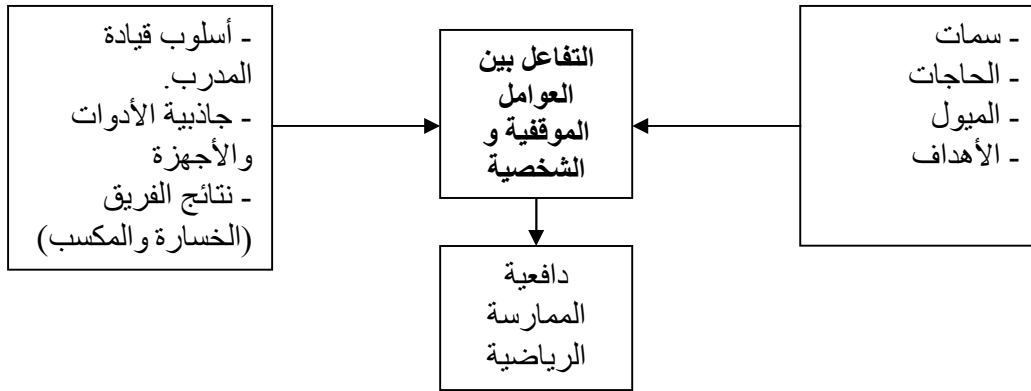 - سمات
- الحاجات
- الميول
- الأهداف
التفاعل بين
العوامل
الموقفية و
الشخصية
- أسلوب قيادة
المدرب.
- جاذبية الأدوات
والأجهزة
- نتائج الفريق
(الخسارة والمكسب)
دافعية
الممارسة
الرياضية